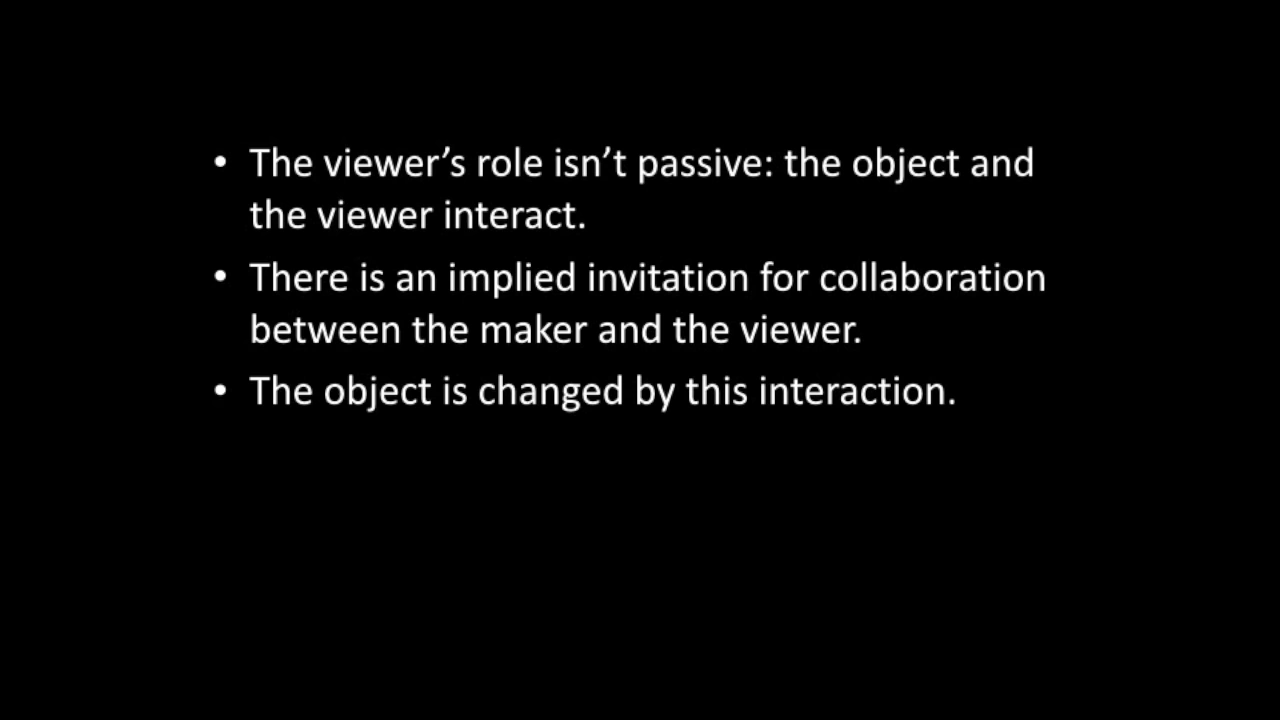 • The viewer’s role isn’t passive: the object and
the viewer interact.
• There is an implied invitation for collaboration
between the maker and the viewer.
• The object is changed by this interaction.